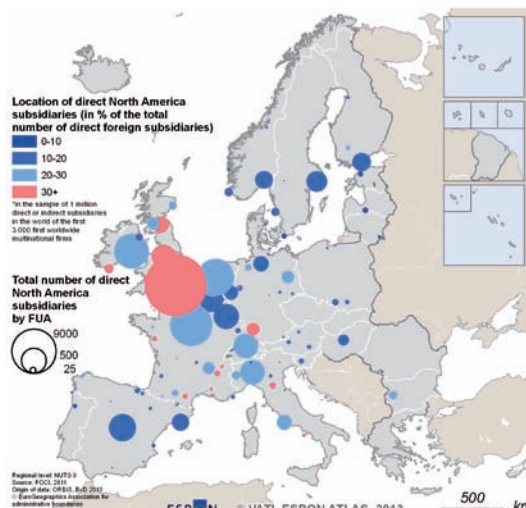 Location of direct North America
subsidiaries (in % of the total
number of direct foreign subsidiaries)
0-10
10-20
20-30
30+
*in the sample of 1 million
direct or indirect subsidiaries
in the world of the first
3 000 first worldwide
multinational firms
Total number of direct
North America
subsidiaries
by FUA
9000
500
25
Regional level: NUTS 0
Source: FOCI, 2011
Origin of data: ORBIS, BvD 2010
© EuroGeographics Association for
administrative boundaries
ATLAS, 2013
500